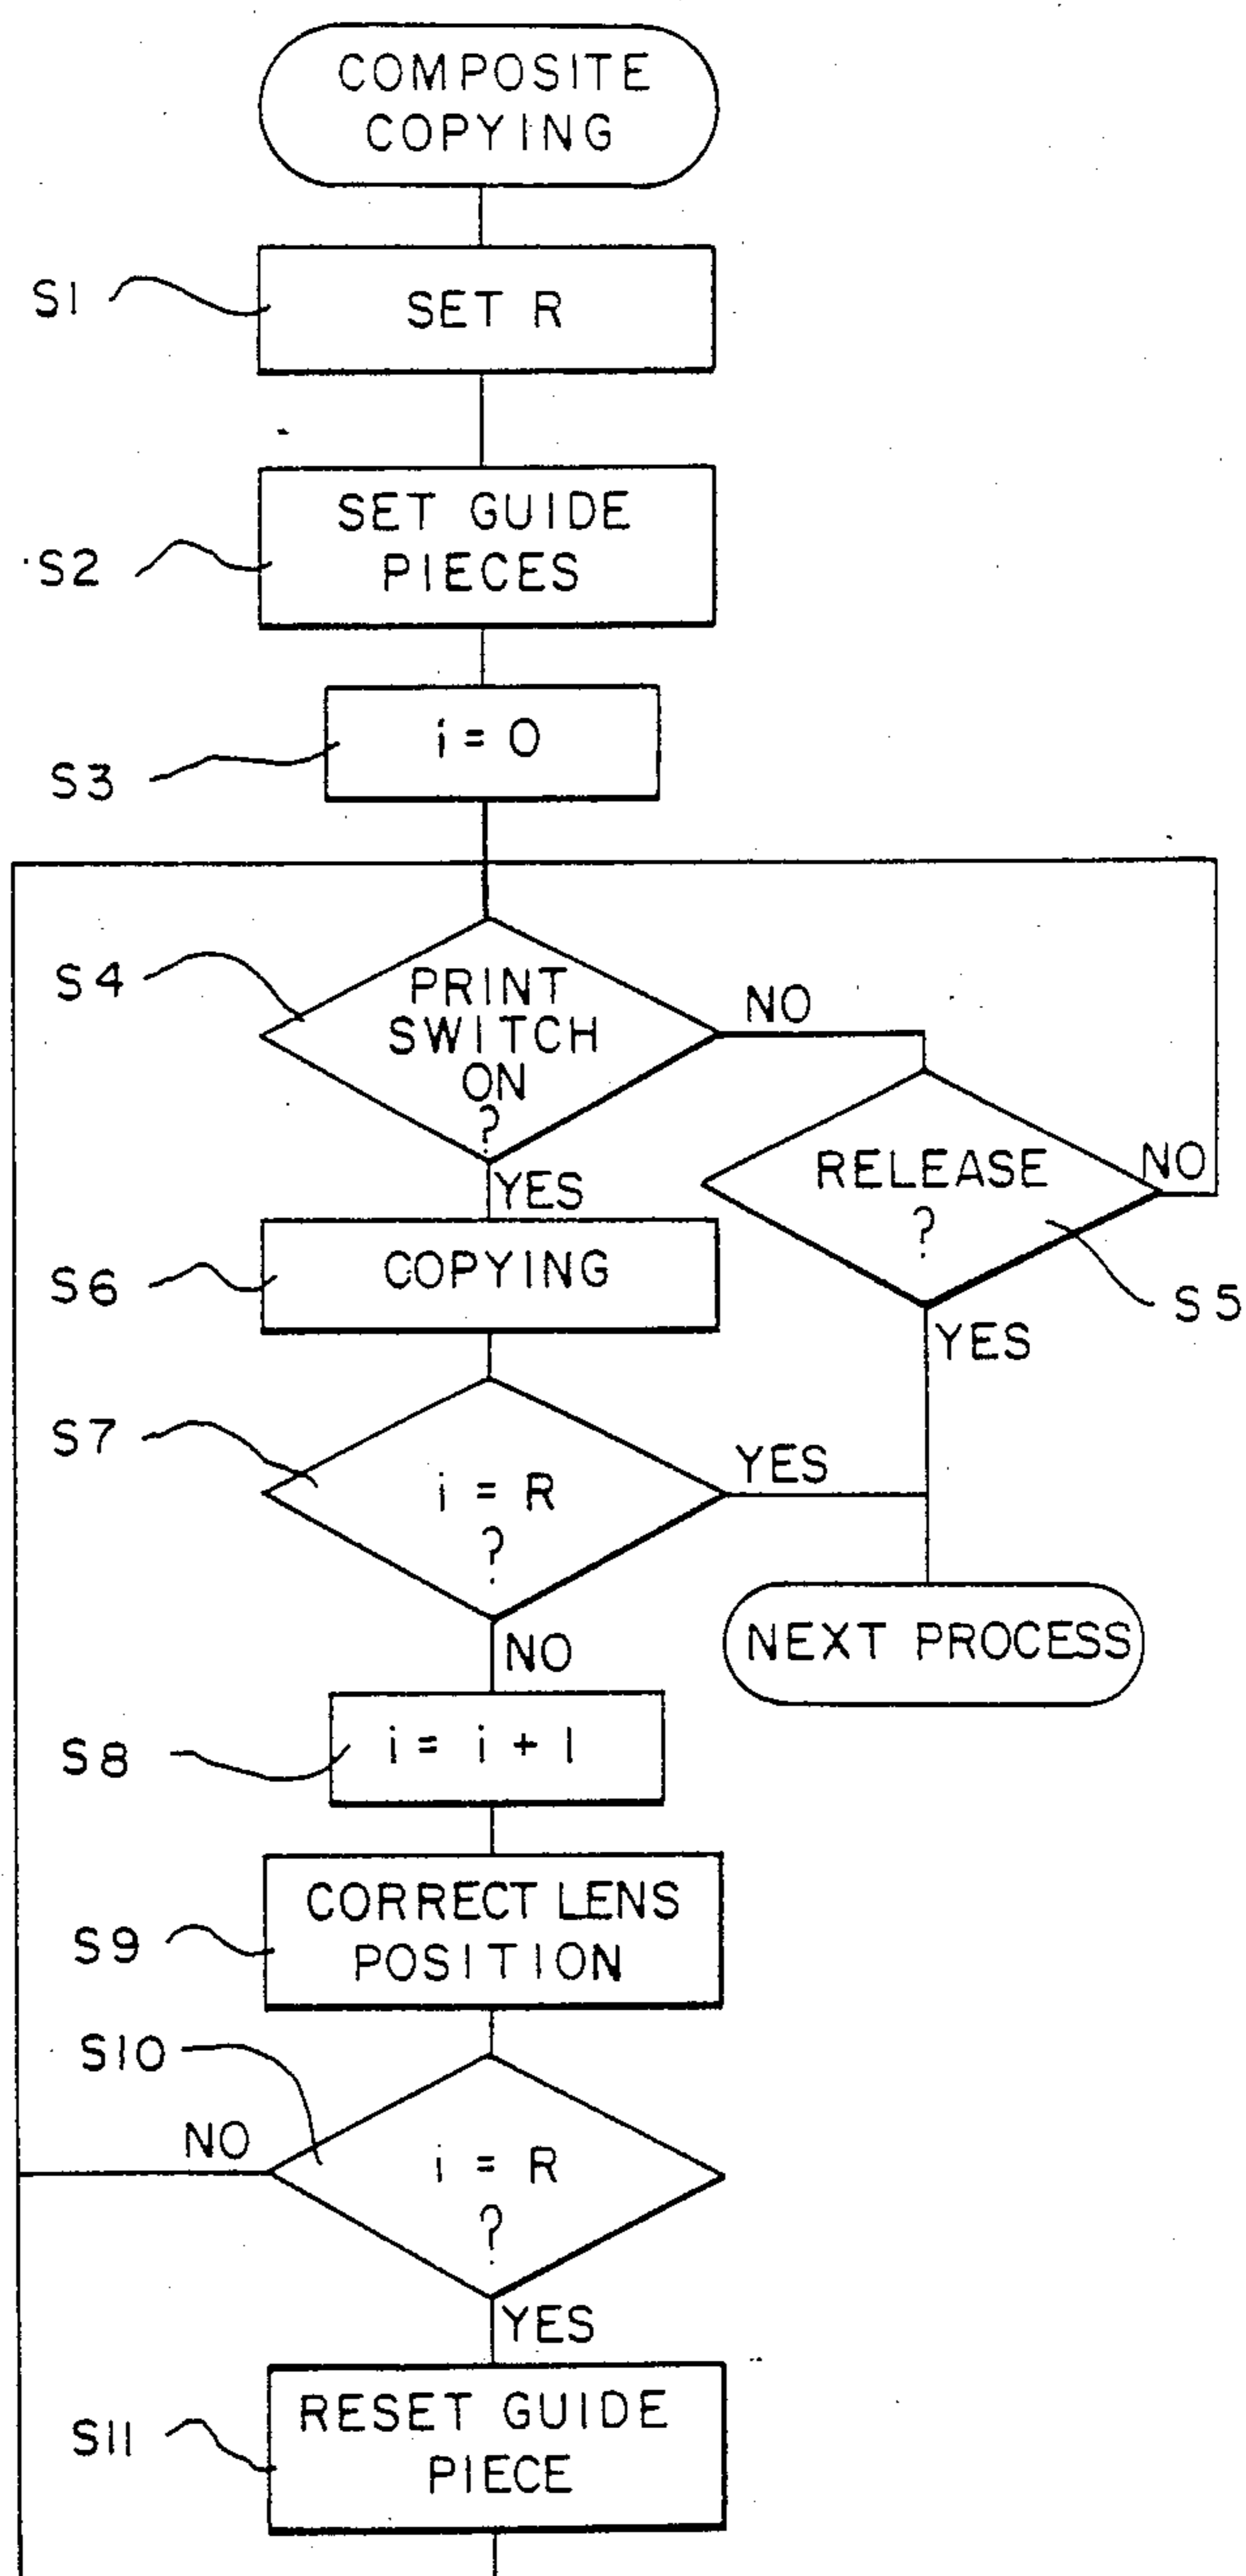 COMPOSITE
COPYING
S1
SET R
S2
SET GUIDE
PIECES
S3
i = 0
S4
PRINT
SWITCH
ON
?
NO
YES
RELEASE
?
NO
S5
YES
S6
COPYING
S7
i = R
?
YES
NO
NEXT PROCESS
S8
i = i + 1
S9
CORRECT LENS
POSITION
S10
NO
i = R
?
YES
S11
RESET GUIDE
PIECE